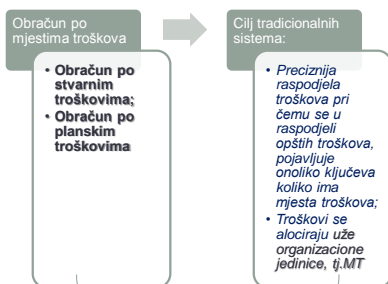 Obračun po
mjestima troškova
• Obračun po
stvarnim
troškovima;
• Obračun po
planskim
troškovima
Cilj tradicionalnih
sistema:
• Preciznija
raspodjela
troškova pri
čemu se u
raspodjeli
opštih troškova,
pojavljuje
onoliko ključeva
koliko ima
mjesta troškova;
• Troškovi se
alociraju uže
organizacione
jedinice, tj.MT